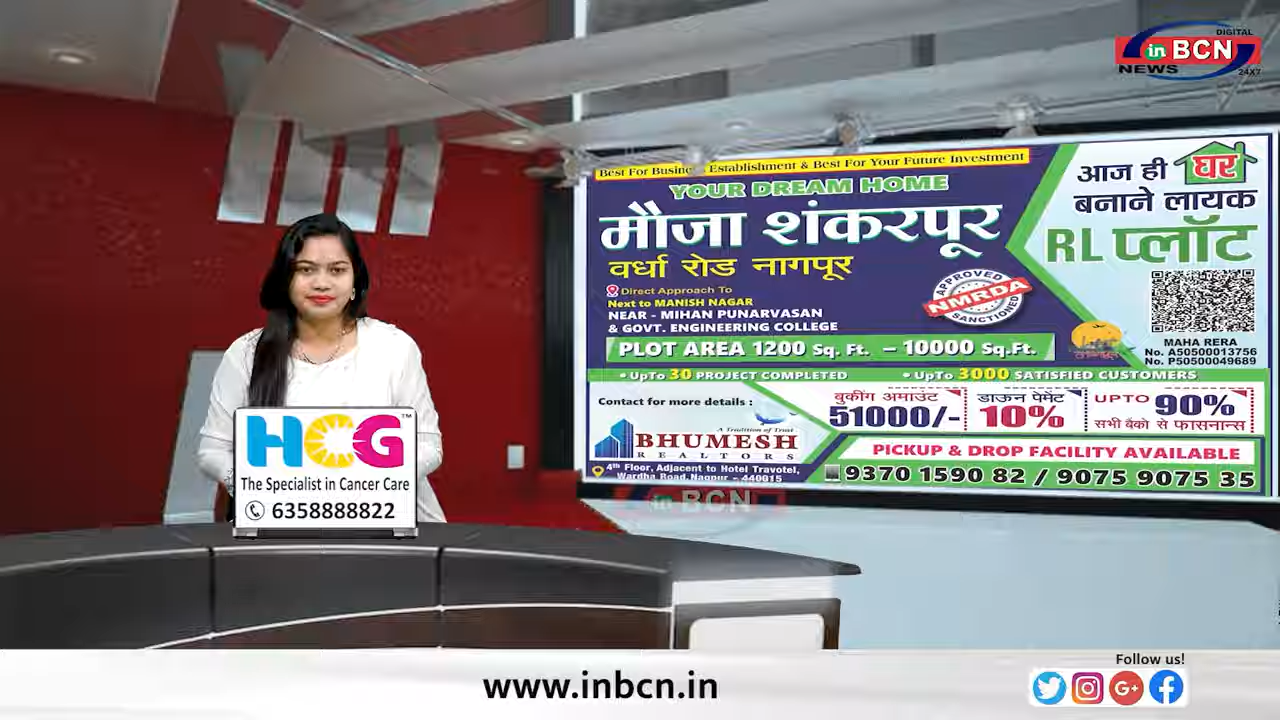 DIGITAL
in BCN
NEWS 24X7
Best For Business Establishment & Best For Your Future Investment
YOUR DREAM HOME
मौजा शंकरपूर
वर्धा रोड नागपूर
Direct Approach To
Next to MANISH NAGAR
NEAR - MIHAN PUNARVASAN
& GOVT. ENGINEERING COLLEGE
APPROVED
NMRDA
SANCTIONED
PLOT AREA 1200 Sq. Ft. – 10000 Sq.Ft.
आज ही घर
बनाने लायक
RL प्लॉट
MAHA RERA
No. A50500013756
No. P50500049689
• UpTo 30 PROJECT COMPLETED • UpTo 3000 SATISFIED CUSTOMERS
Contact for more details :
A Tradition of Trust
BHUMESH
REALTORS
4th Floor, Adjacent to Hotel Travotel,
Wardha Road, Nagpur - 440015
बुकींग अमाउंट
51000/-
डाऊन पेमेंट
10%
UPTO 90%
सभी बैंको से फासनान्स
PICKUP & DROP FACILITY AVAILABLE
9370 1590 82 / 9075 9075 35
in BCN
HCG™
The Specialist in Cancer Care
6358888822
www.inbcn.in
Follow us!